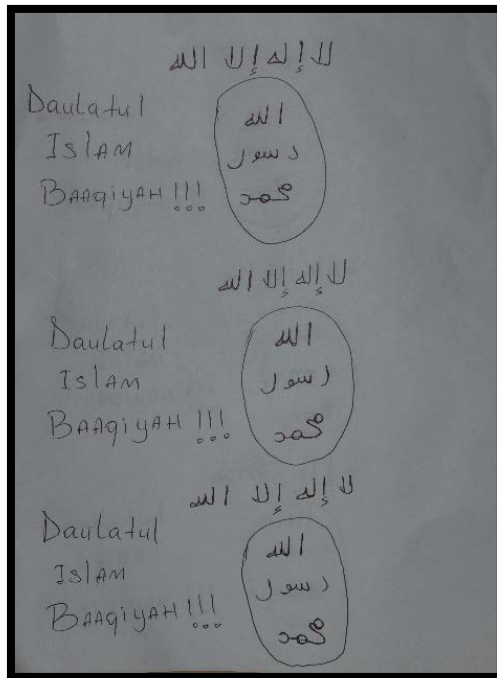 لا إله إلا الله
Daulatul
IslAM
BAAqiyAH !!!
الله
رسول
محمد
لا إله إلا الله
Daulatul
IslAM
BAAqiyAH !!!
الله
رسول
محمد
لا إله إلا الله
Daulatul
IslAM
BAAqiyAH !!!
الله
رسول
محمد